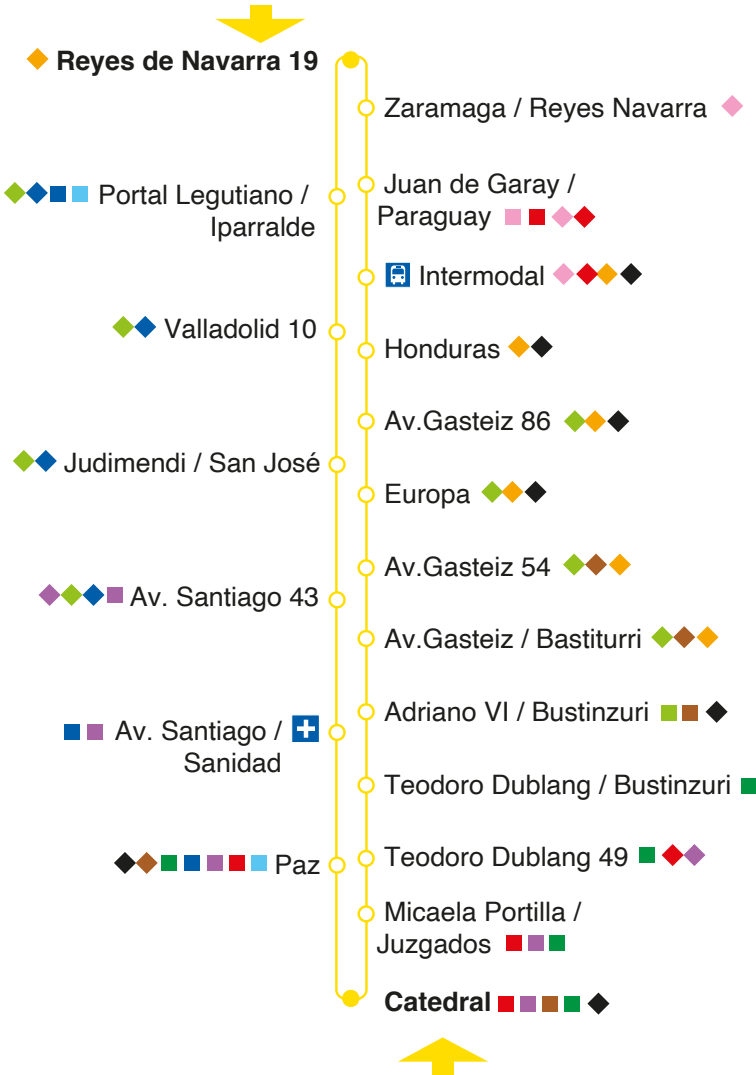 Reyes de Navarra 19
Zaramaga / Reyes Navarra
Portal Legutiano /
Iparralde
Juan de Garay /
Paraguay
Intermodal
Valladolid 10
Honduras
Av.Gasteiz 86
Judimendi / San José
Europa
Av.Gasteiz 54
Av. Santiago 43
Av.Gasteiz / Bastiturri
Adriano VI / Bustinzuri
Av. Santiago /
Sanidad
Teodoro Dublang / Bustinzuri
Paz
Teodoro Dublang 49
Micaela Portilla /
Juzgados
Catedral